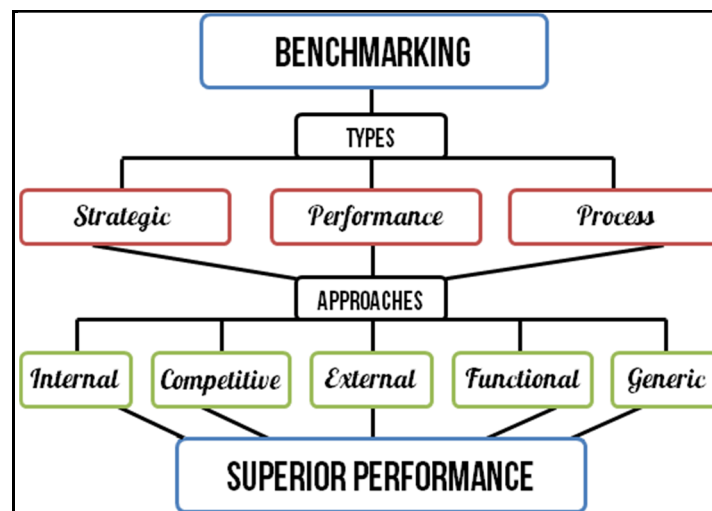 BENCHMARKING
TYPES
Strategic
Performance
Process
APPROACHES
Internal
Competitive
External
Functional
Generic
SUPERIOR PERFORMANCE